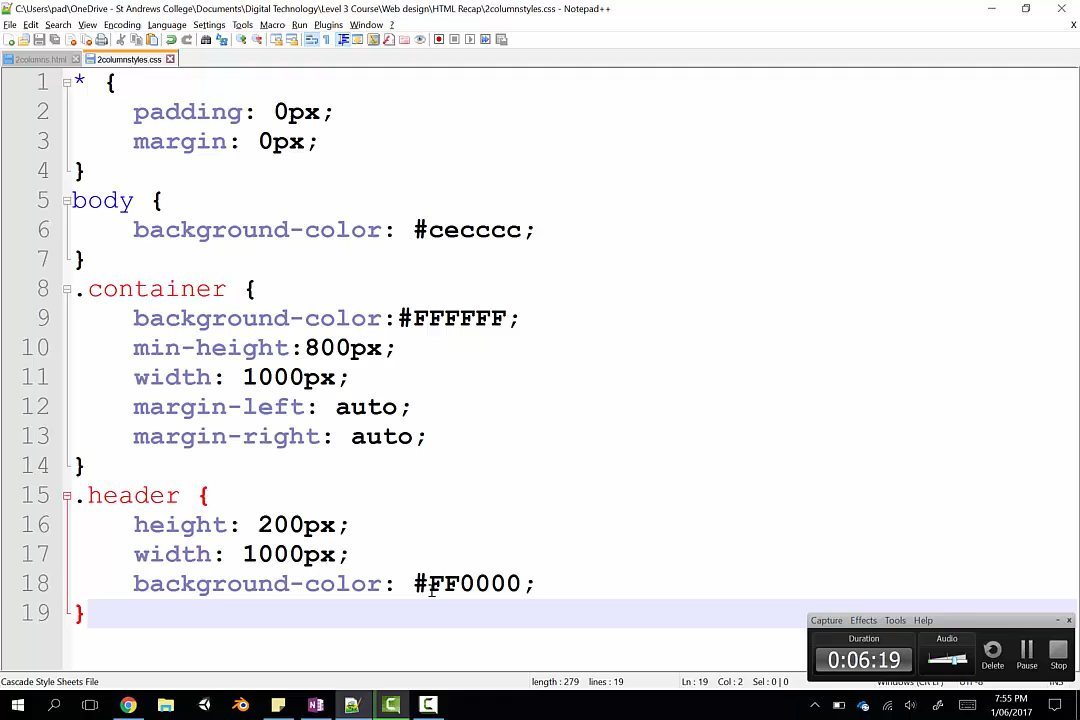 C:\Users\pad\OneDrive - St Andrews College\Documents\Digital Technology\Level 3 Course\Web design\HTML Recap\2columnstyles.css - Notepad++
File Edit Search View Encoding Language Settings Tools Macro Run Plugins Window ? X
2columns.html 2columnstyles.css
1 * {
2 padding: 0px;
3 margin: 0px;
4 }
5 body {
6 background-color: #cecccc;
7 }
8 .container {
9 background-color:#FFFFFF;
10 min-height:800px;
11 width: 1000px;
12 margin-left: auto;
13 margin-right: auto;
14 }
15 .header {
16 height: 200px;
17 width: 1000px;
18 background-color: #FF0000;
19 }
Capture Effects Tools Help
Duration Audio
0:06:19 Delete Pause Stop
Cascade Style Sheets File length : 279 lines : 19 Ln : 19 Col : 2 Sel : 0 | 0
7:55 PM
1/06/2017